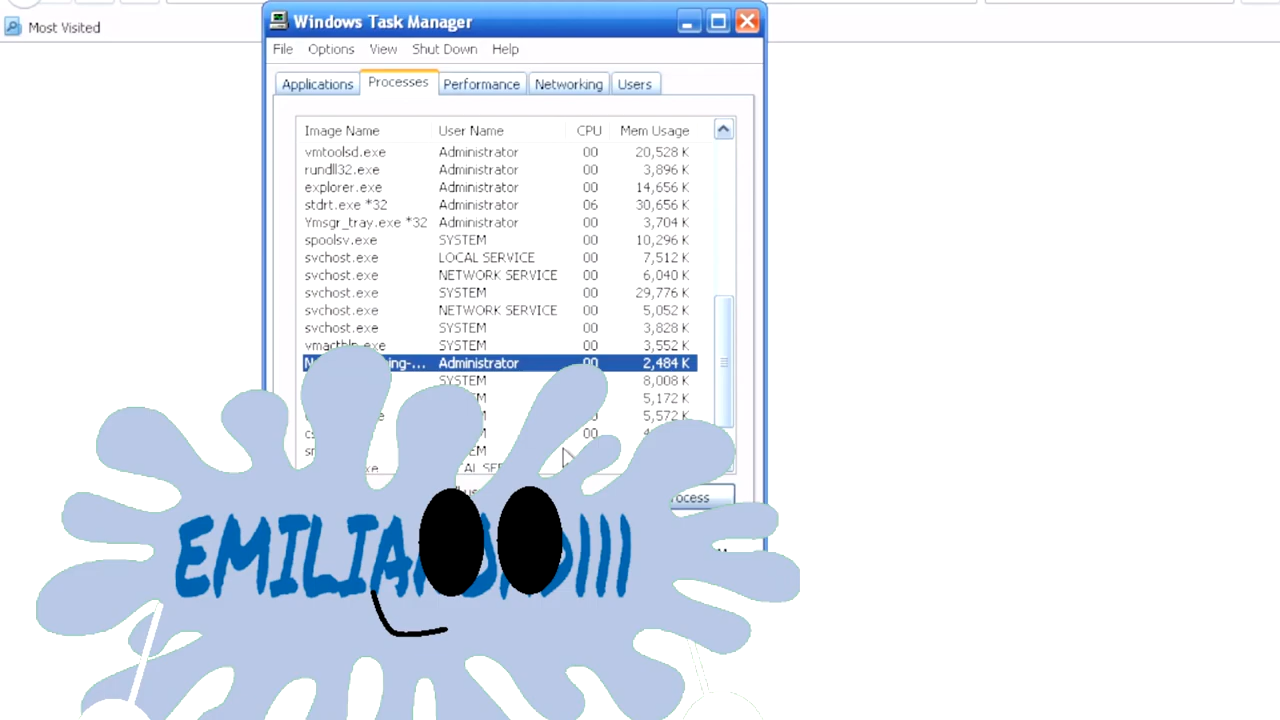 Most Visited
Windows Task Manager
File Options View Shut Down Help
Applications Processes Performance Networking Users
Image Name User Name CPU Mem Usage
vmtoolsd.exe Administrator 00 20,528 K
rundll32.exe Administrator 00 3,896 K
explorer.exe Administrator 00 14,656 K
stdrt.exe *32 Administrator 06 30,656 K
Ymsgr_tray.exe *32 Administrator 00 3,704 K
spoolsv.exe SYSTEM 00 10,296 K
svchost.exe LOCAL SERVICE 00 7,512 K
svchost.exe NETWORK SERVICE 00 6,040 K
svchost.exe SYSTEM 00 29,776 K
svchost.exe NETWORK SERVICE 00 5,052 K
svchost.exe SYSTEM 00 3,828 K
vmacthlp.exe SYSTEM 00 3,552 K
Administrator 00 2,484 K
SYSTEM 8,008 K
5,172 K
5,572 K
00